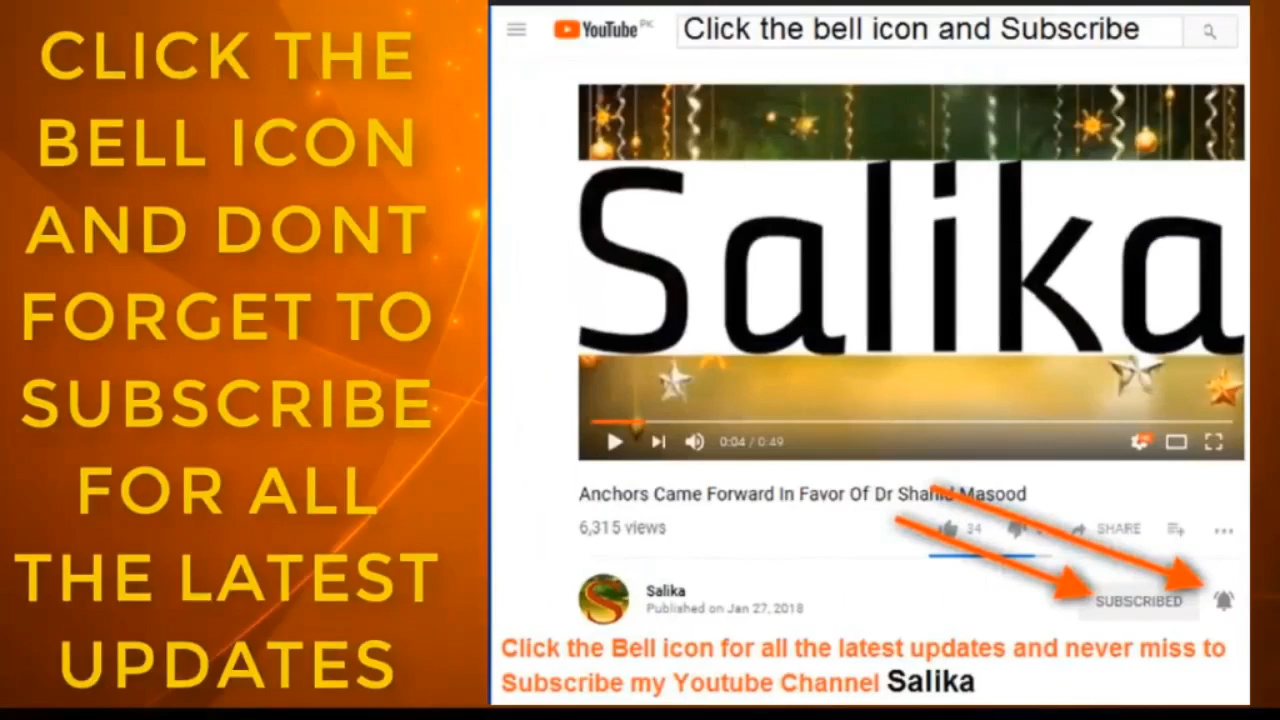 CLICK THE
BELL ICON
AND DONT
FORGET TO
SUBSCRIBE
FOR ALL
THE LATEST
UPDATES
YouTube PK
Click the bell icon and Subscribe
Salika
0:04 / 0:49
Anchors Came Forward In Favor Of Dr Shahid Masood
6,315 views
34
SHARE
Salika
Published on Jan 27, 2018
SUBSCRIBED
Click the Bell icon for all the latest updates and never miss to
Subscribe my Youtube Channel Salika